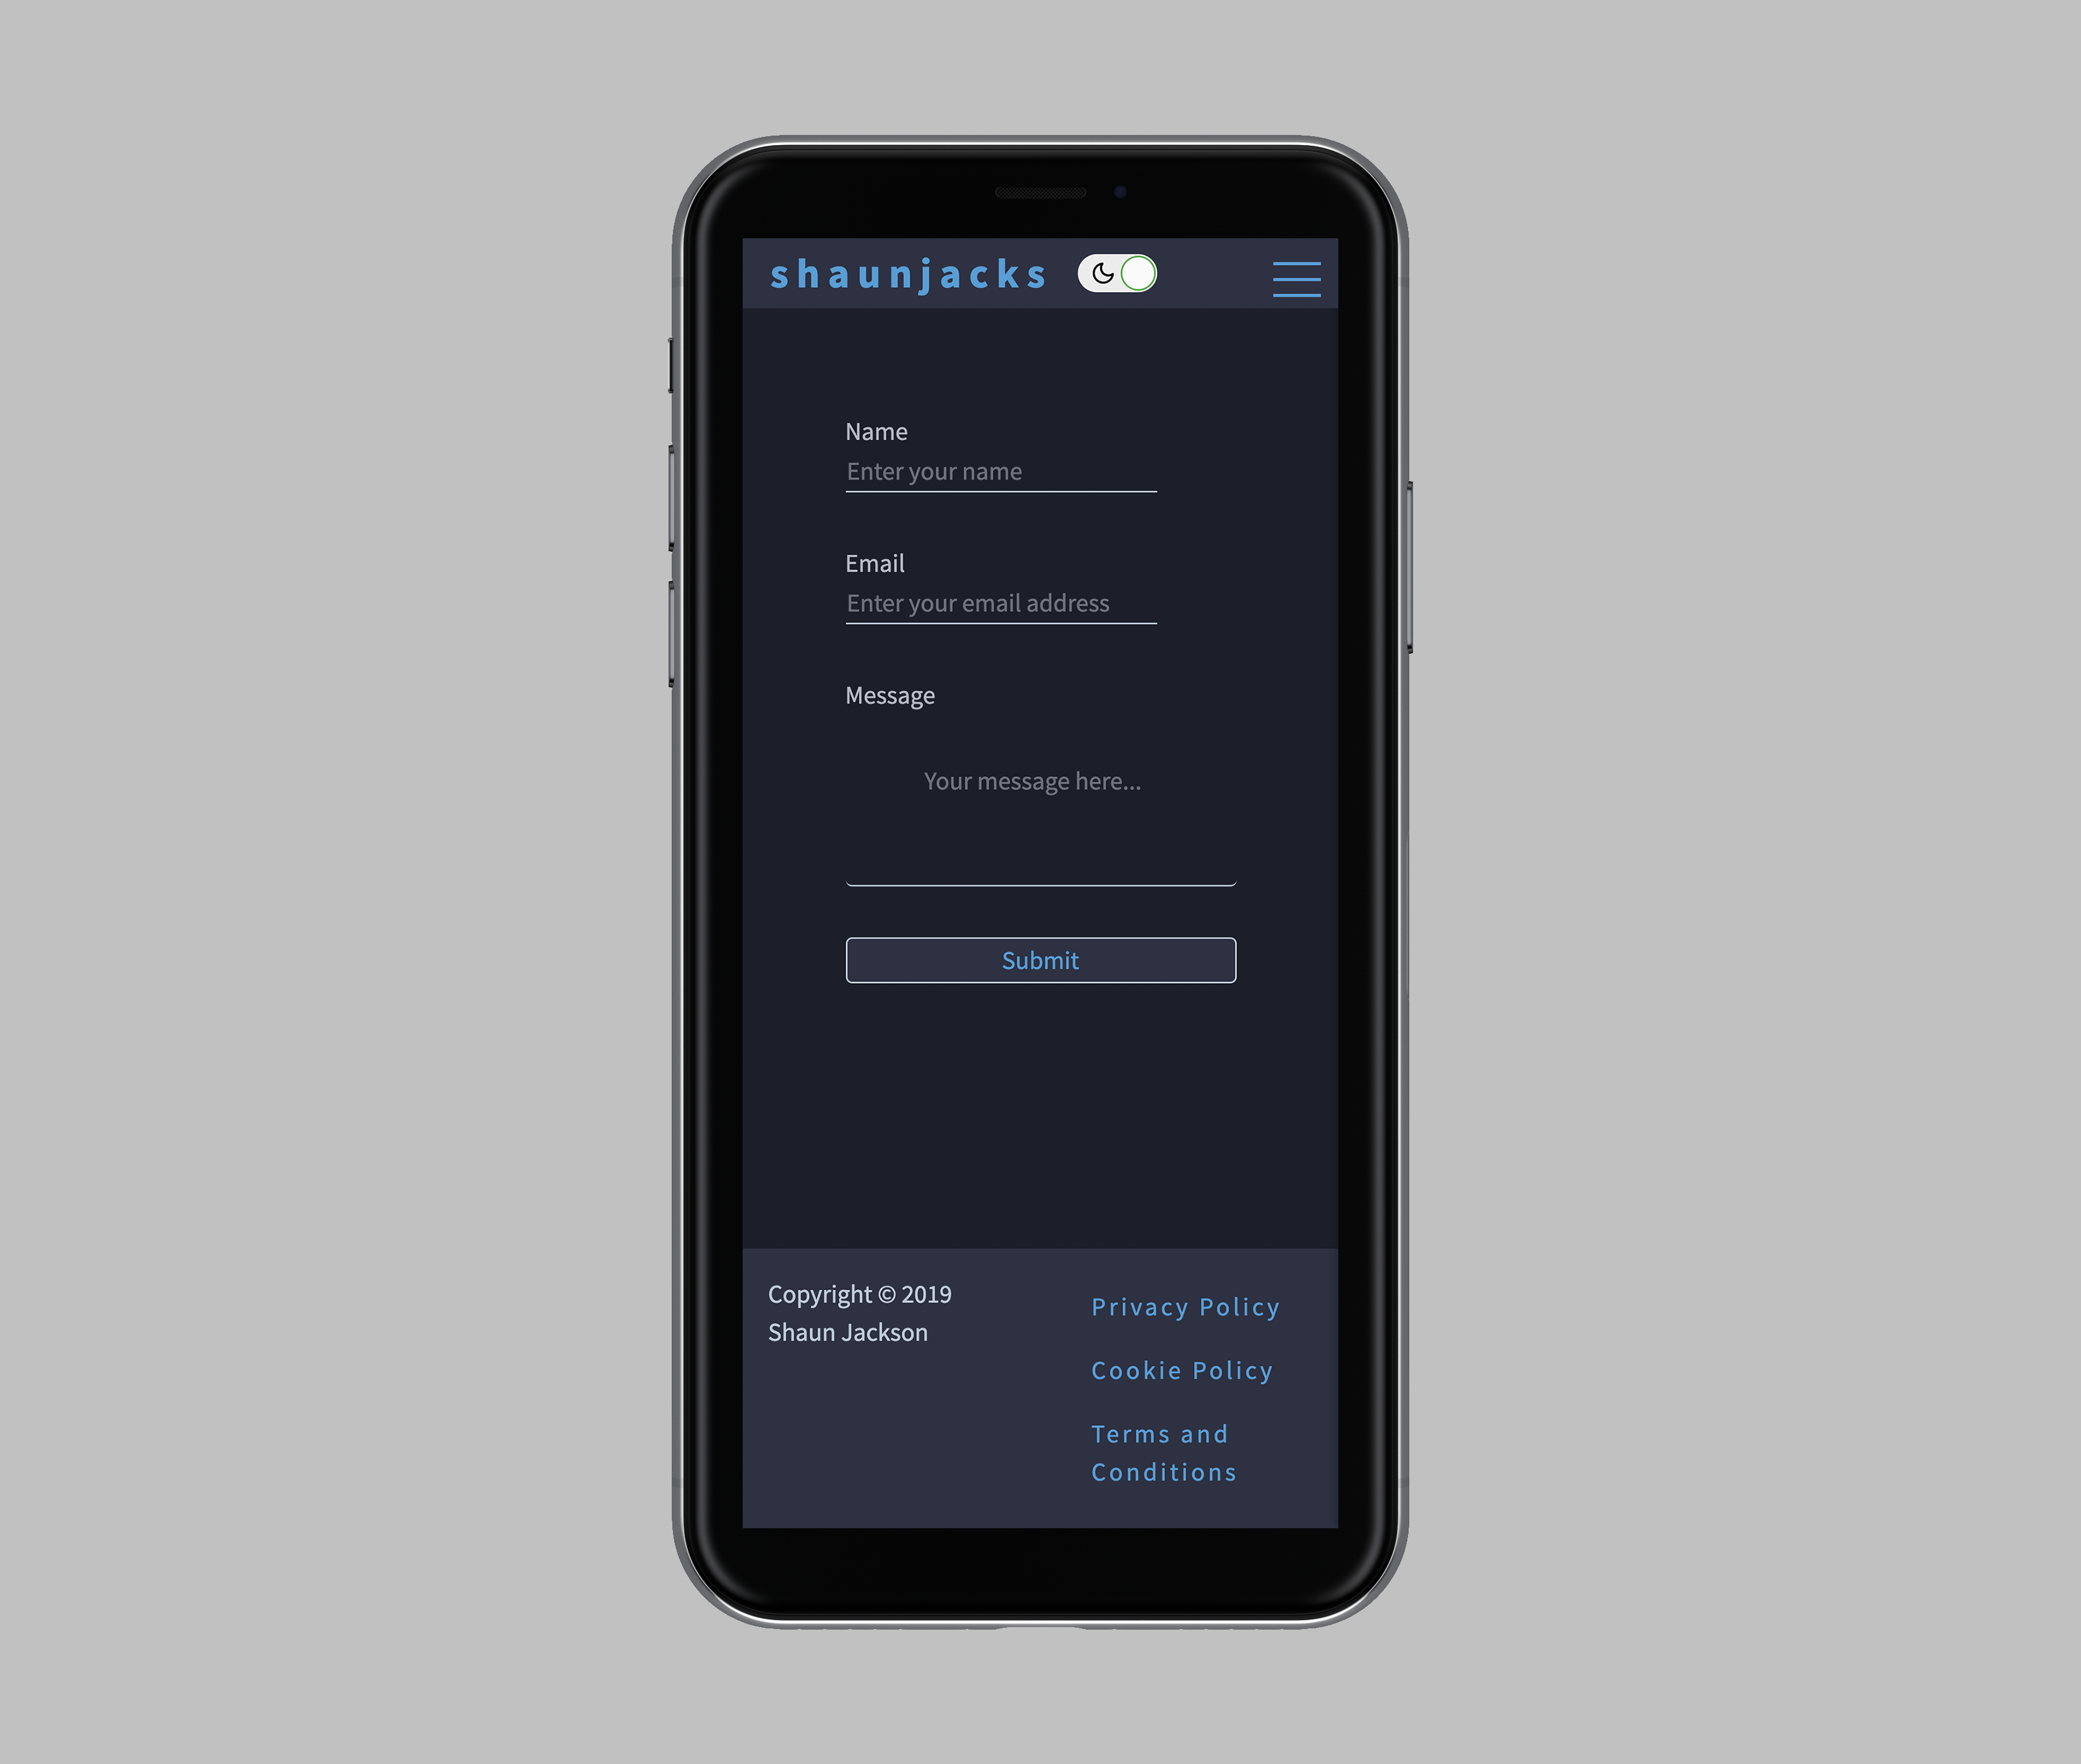 shaunjacks
Name
Enter your name
Email
Enter your email address
Message
Your message here...
Submit
Copyright © 2019
Shaun Jackson
Privacy Policy
Cookie Policy
Terms and
Conditions